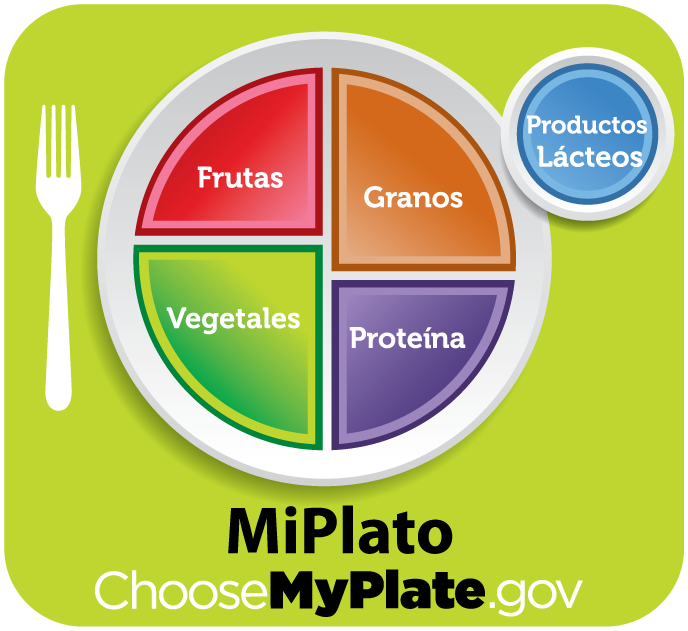 Frutas
Granos
Productos
Lácteos
Vegetales
Proteína
MiPlato
ChooseMyPlate.gov